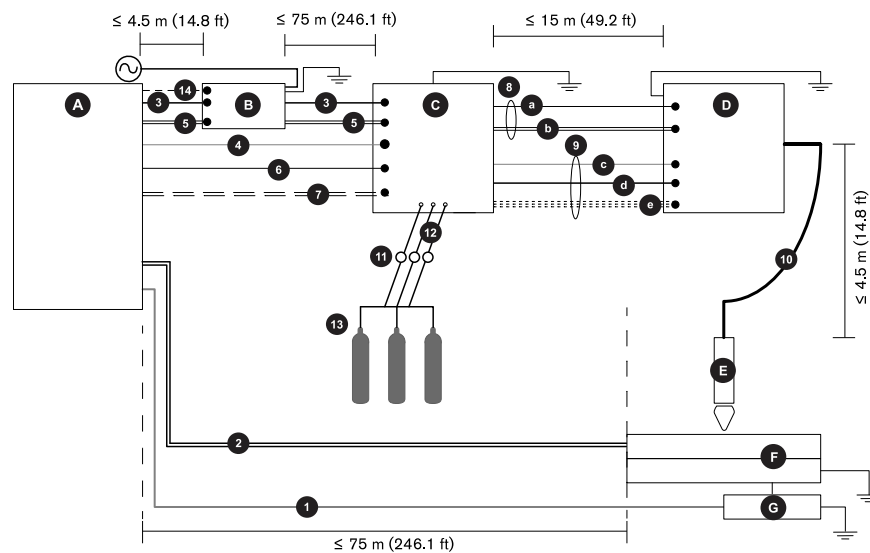 ≤ 4.5 m (14.8 ft)
≤ 75 m (246.1 ft)
≤ 15 m (49.2 ft)
A
14
3
5
B
3
5
C
8
a
b
D
4
9
c
6
d
7
e
12
11
10
≤ 4.5 m (14.8 ft)
13
E
2
F
1
G
≤ 75 m (246.1 ft)